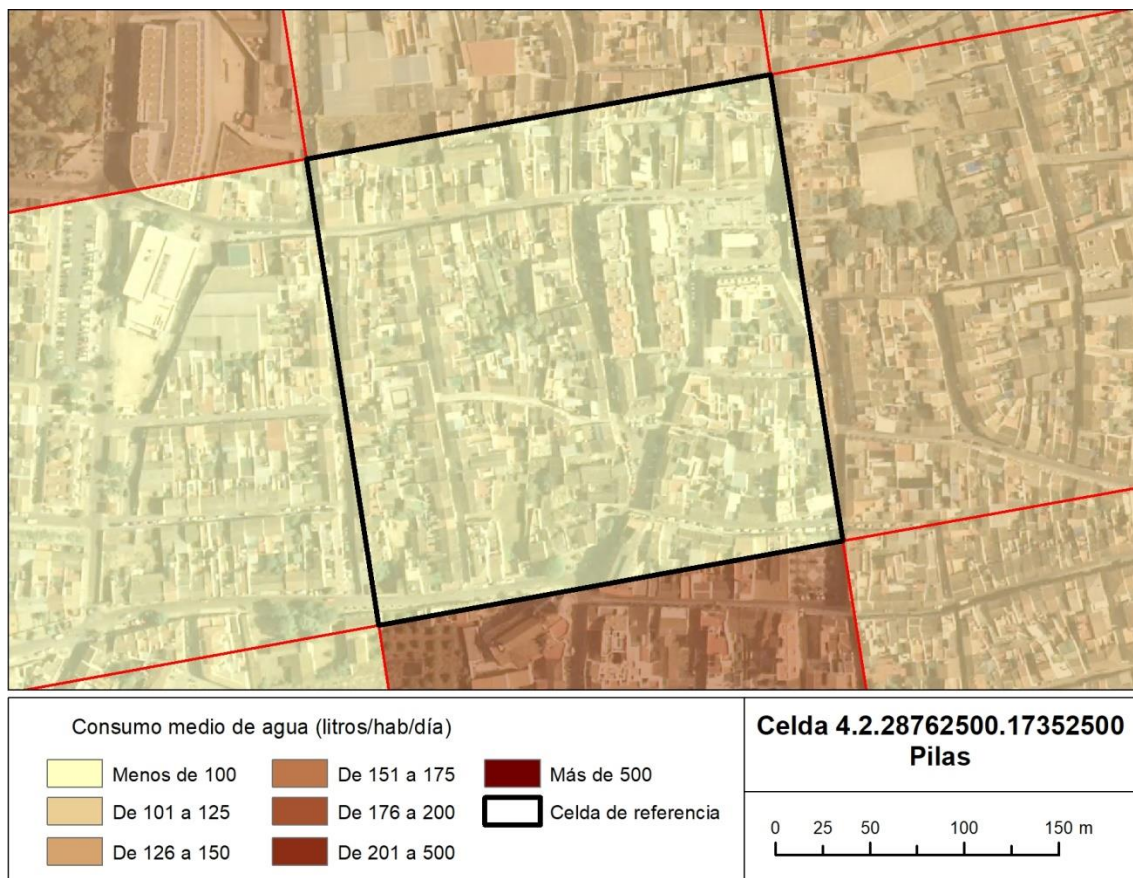 Consumo medio de agua (litros/hab/día)
Menos de 100
De 101 a 125
De 126 a 150
De 151 a 175
De 176 a 200
De 201 a 500
Más de 500
Celda de referencia
Celda 4.2.28762500.17352500
Pilas
0 25 50 100 150 m